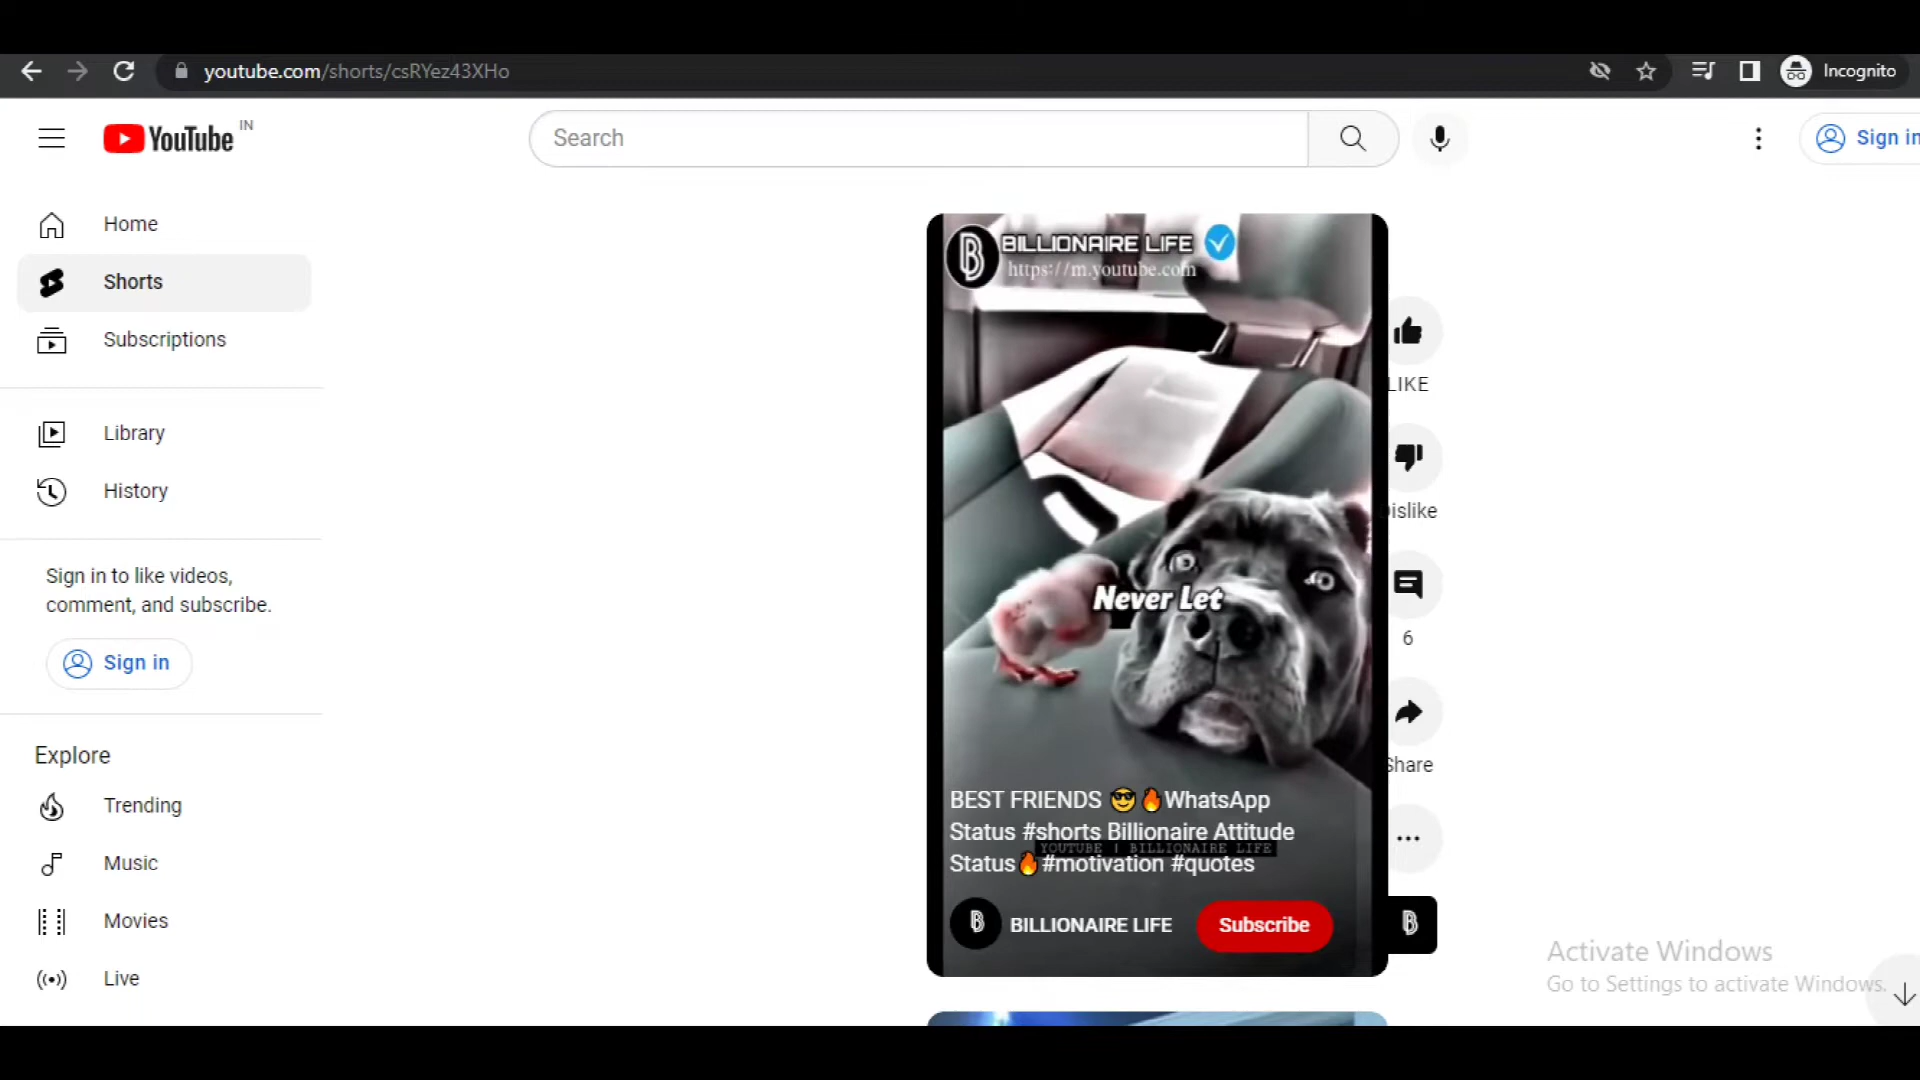 youtube.com/shorts/csRYez43XHo
Incognito
YouTube IN
Search
Sign in
Home
Shorts
Subscriptions
Library
History
Sign in to like videos,
comment, and subscribe.
Sign in
Explore
Trending
Music
Movies
Live
B BILLIONAIRE LIFE
https://m.youtube.com
Never Let
BEST FRIENDS 😎🔥WhatsApp
Status #shorts Billionaire Attitude
YOUTUBE | BILLIONAIRE LIFE
Status🔥#motivation #quotes
B BILLIONAIRE LIFE
Subscribe
LIKE
Dislike
6
Share
B
Activate Windows
Go to Settings to activate Windows.